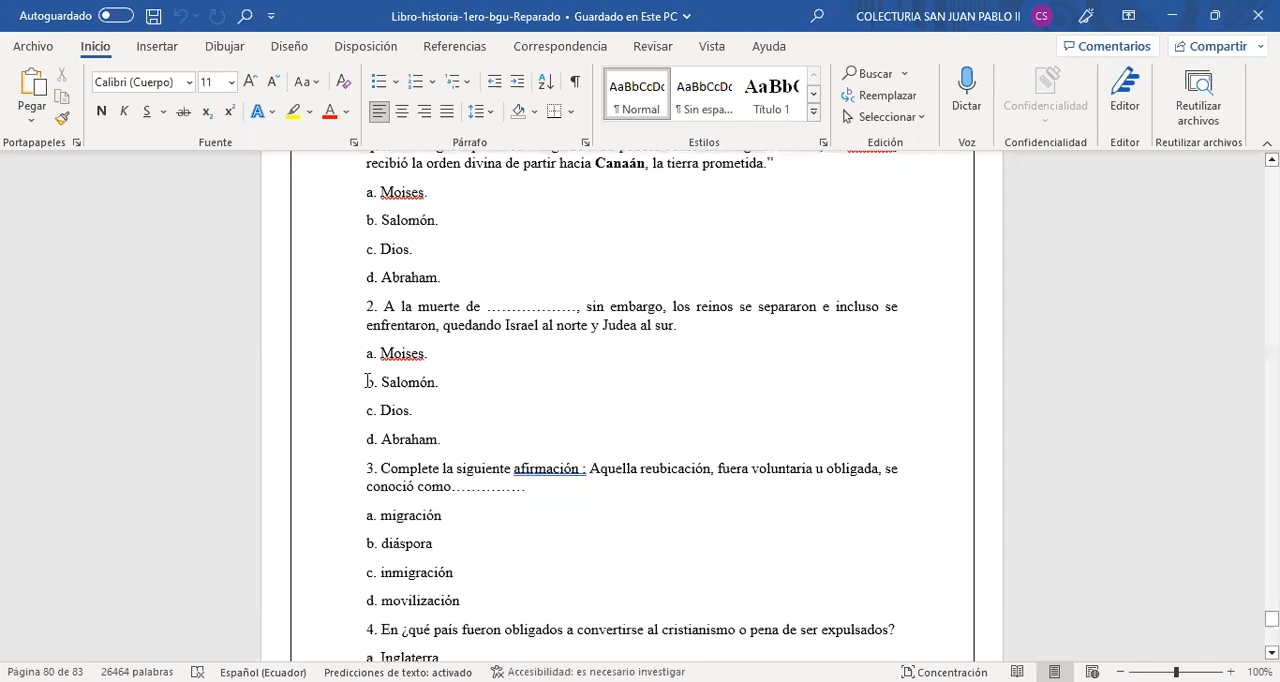 Autoguardado
Libro-historia-1ero-bgu-Reparado • Guardado en Este PC
COLECTURIA SAN JUAN PABLO II CS
Archivo Inicio Insertar Dibujar Diseño Disposición Referencias Correspondencia Revisar Vista Ayuda
Comentarios Compartir
Pegar
Calibri (Cuerpo) 11 Aa
N K S x₂ x² A A
AaBbCcDc AaBbCcDc AaBbC
¶ Normal ¶ Sin espa... Título 1
Buscar
Reemplazar
Seleccionar
Dictar
Confidencialidad
Editor
Reutilizar archivos
Portapapeles Fuente Párrafo Estilos Edición Voz Confidencialidad Editor Reutilizar archivos
recibió la orden divina de partir hacia Canaán, la tierra prometida.”
a. Moises.
b. Salomón.
c. Dios.
d. Abraham.
2. A la muerte de ………………, sin embargo, los reinos se separaron e incluso se
enfrentaron, quedando Israel al norte y Judea al sur.
a. Moises.
b. Salomón.
c. Dios.
d. Abraham.
3. Complete la siguiente afirmación : Aquella reubicación, fuera voluntaria u obligada, se
conoció como……………
a. migración
b. diáspora
c. inmigración
d. movilización
4. En ¿qué país fueron obligados a convertirse al cristianismo o pena de ser expulsados?
a. Inglaterra
Página 80 de 83 26464 palabras Español (Ecuador) Predicciones de texto: activado Accesibilidad: es necesario investigar Concentración 100%